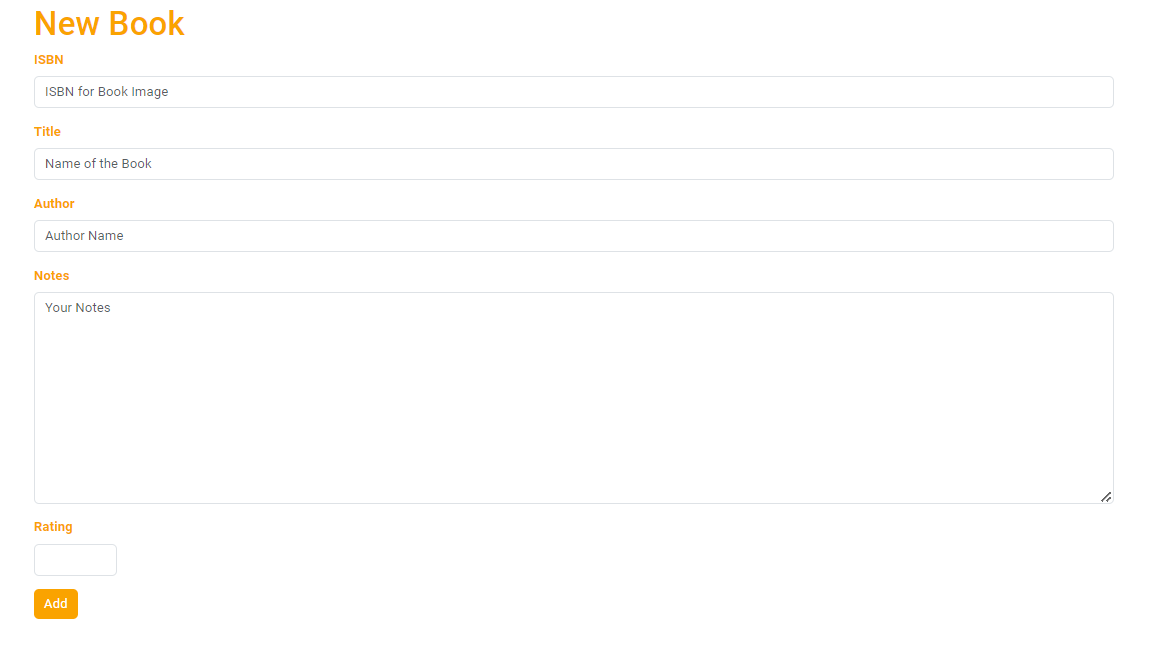 New Book
ISBN
ISBN for Book Image
Title
Name of the Book
Author
Author Name
Notes
Your Notes
Rating
Add